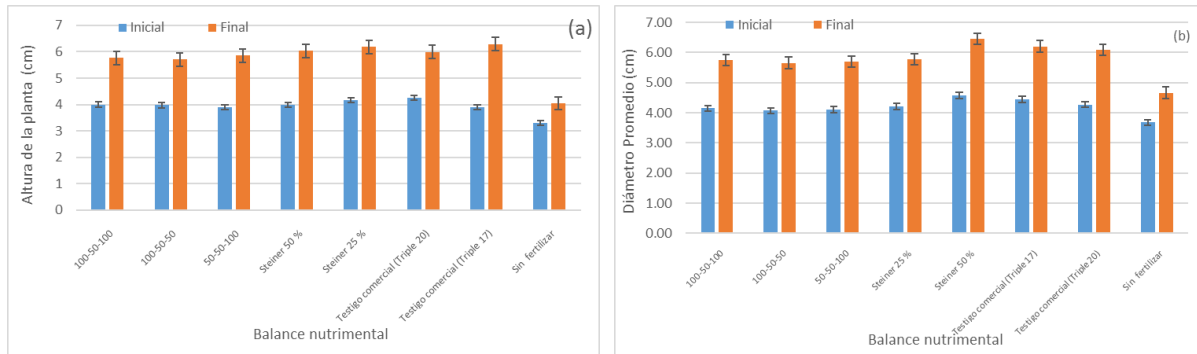 (a)
Inicial Final
Altura de la planta (cm)
7
6
5
4
3
2
1
0
100-50-100
100-50-50
50-50-100
Steiner 50 %
Steiner 25 %
Testigo comercial (Triple 20)
Testigo comercial (Triple 17)
Sin fertilizar
Balance nutrimental
(b)
Inicial Final
Diámetro Promedio (cm)
7.00
6.00
5.00
4.00
3.00
2.00
1.00
0.00
100-50-100
100-50-50
50-50-100
Steiner 25 %
Steiner 50 %
Testigo comercial (Triple 17)
Testigo comercial (Triple 20)
Sin fertilizar
Balance nutrimental